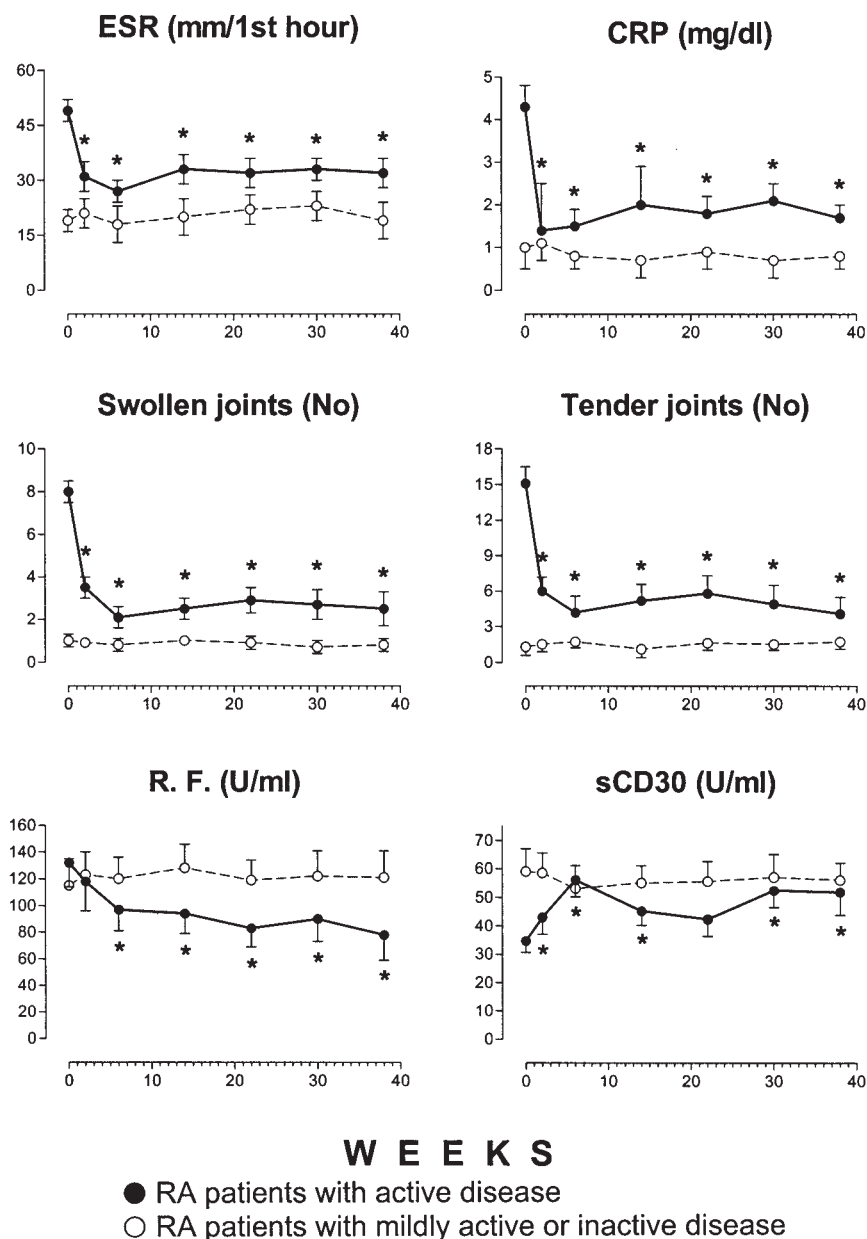 ESR (mm/1st hour)
60
45
30
15
0
* * * * * *
0 10 20 30 40
CRP (mg/dl)
5
4
3
2
1
0
* * * * * *
0 10 20 30 40
Swollen joints (No)
10
8
6
4
2
0
* * * * * *
0 10 20 30 40
Tender joints (No)
18
15
12
9
6
3
0
* * * * * *
0 10 20 30 40
R. F. (U/ml)
160
140
120
100
80
60
40
20
0
* * * * *
0 10 20 30 40
sCD30 (U/ml)
70
60
50
40
30
20
10
0
* * * * *
0 10 20 30 40
W E E K S
● RA patients with active disease
○ RA patients with mildly active or inactive disease